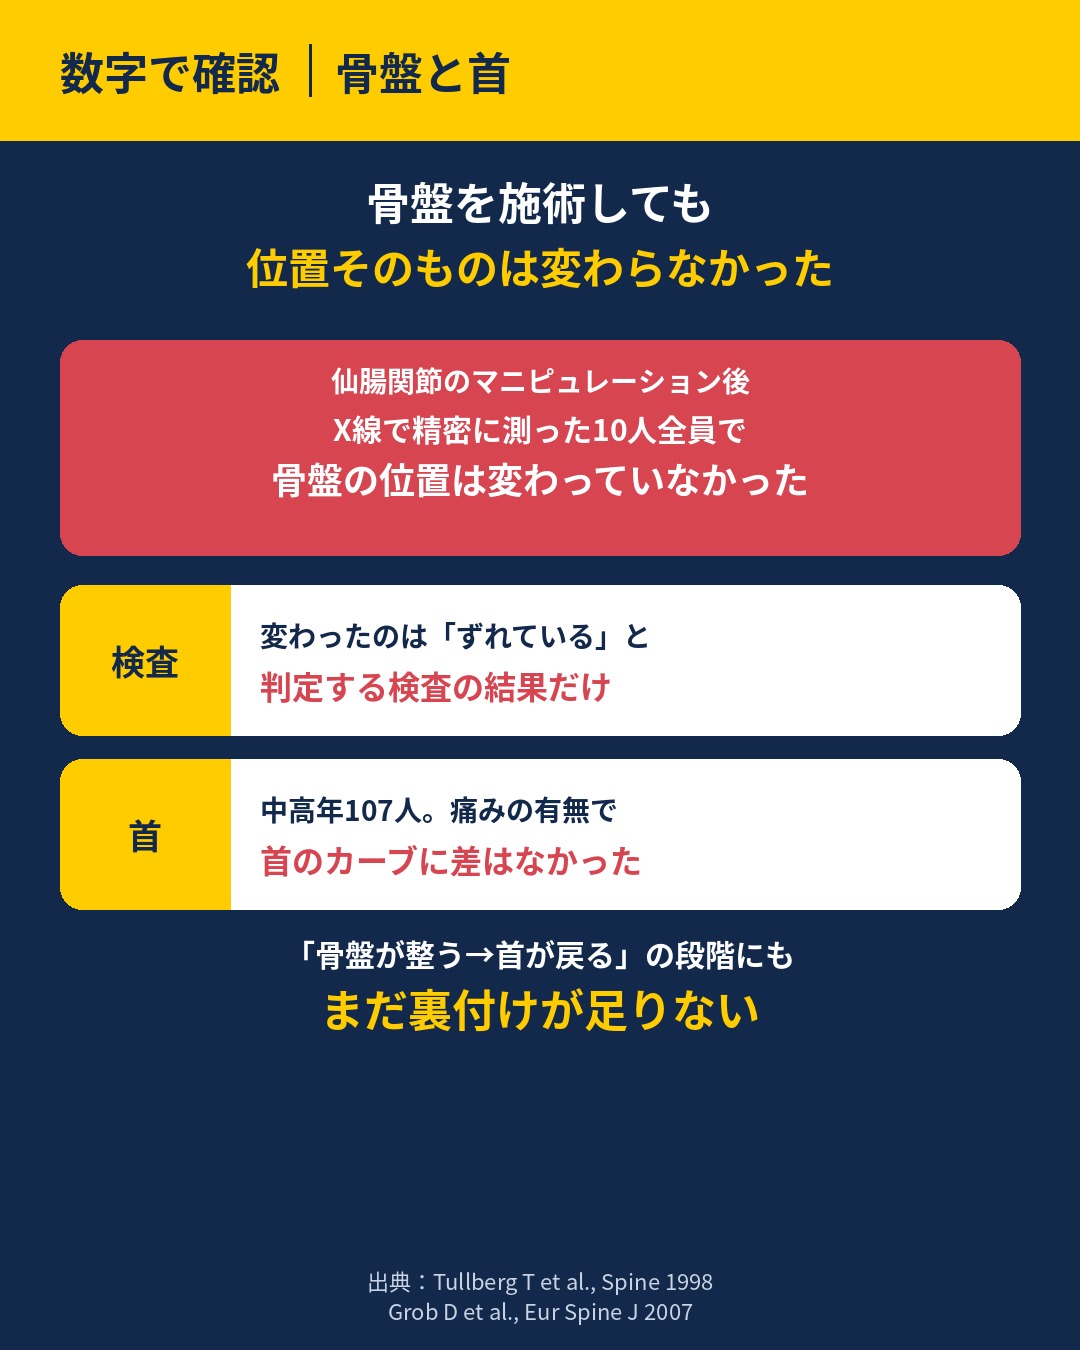 数字で確認｜骨盤と首
骨盤を施術しても
位置そのものは変わらなかった
仙腸関節のマニピュレーション後
X線で精密に測った10人全員で
骨盤の位置は変わっていなかった
検査
変わったのは「ずれている」と
判定する検査の結果だけ
首
中高年107人。痛みの有無で
首のカーブに差はなかった
「骨盤が整う→首が戻る」の段階にも
まだ裏付けが足りない
出典：Tullberg T et al., Spine 1998
Grob D et al., Eur Spine J 2007